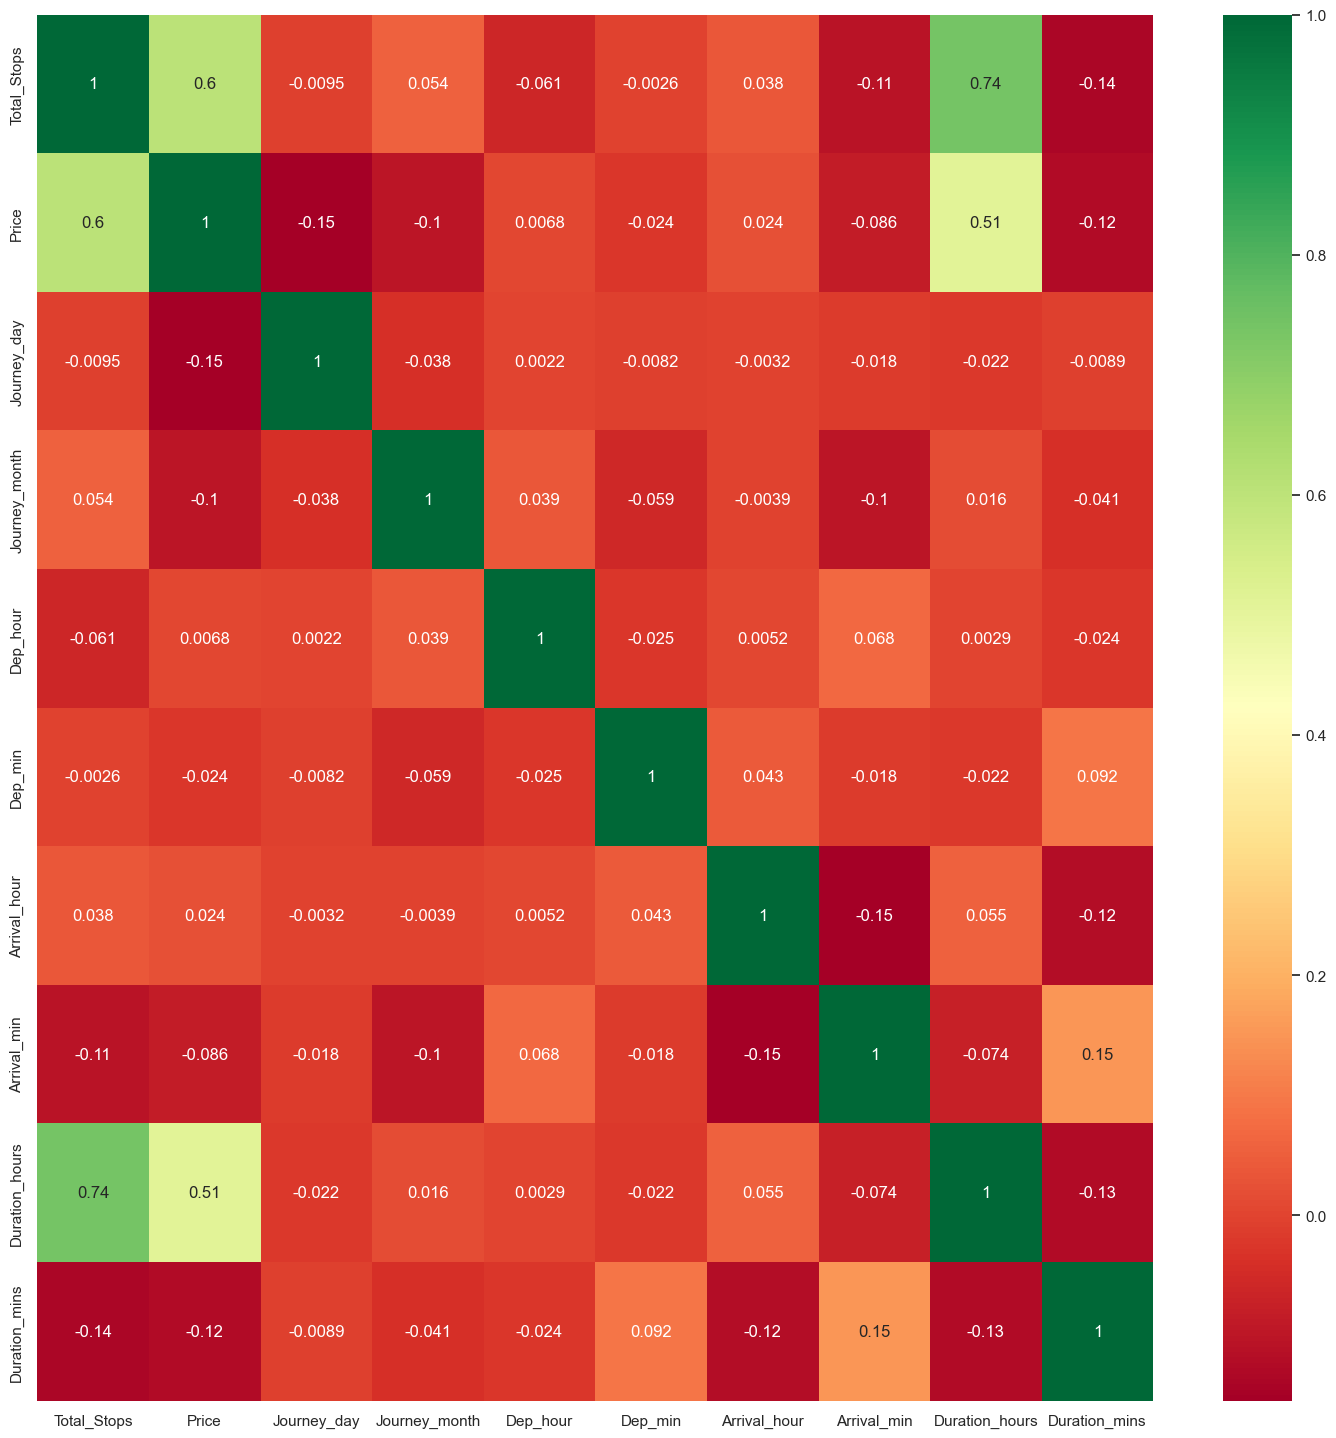 Total_Stops 1 0.6 -0.0095 0.054 -0.061 -0.0026 0.038 -0.11 0.74 -0.14
Price 0.6 1 -0.15 -0.1 0.0068 -0.024 0.024 -0.086 0.51 -0.12
Journey_day -0.0095 -0.15 1 -0.038 0.0022 -0.0082 -0.0032 -0.018 -0.022 -0.0089
Journey_month 0.054 -0.1 -0.038 1 0.039 -0.059 -0.0039 -0.1 0.016 -0.041
Dep_hour -0.061 0.0068 0.0022 0.039 1 -0.025 0.0052 0.068 0.0029 -0.024
Dep_min -0.0026 -0.024 -0.0082 -0.059 -0.025 1 0.043 -0.018 -0.022 0.092
Arrival_hour 0.038 0.024 -0.0032 -0.0039 0.0052 0.043 1 -0.15 0.055 -0.12
Arrival_min -0.11 -0.086 -0.018 -0.1 0.068 -0.018 -0.15 1 -0.074 0.15
Duration_hours 0.74 0.51 -0.022 0.016 0.0029 -0.022 0.055 -0.074 1 -0.13
Duration_mins -0.14 -0.12 -0.0089 -0.041 -0.024 0.092 -0.12 0.15 -0.13 1
Total_Stops Price Journey_day Journey_month Dep_hour Dep_min Arrival_hour Arrival_min Duration_hours Duration_mins
1.0
0.8
0.6
0.4
0.2
0.0